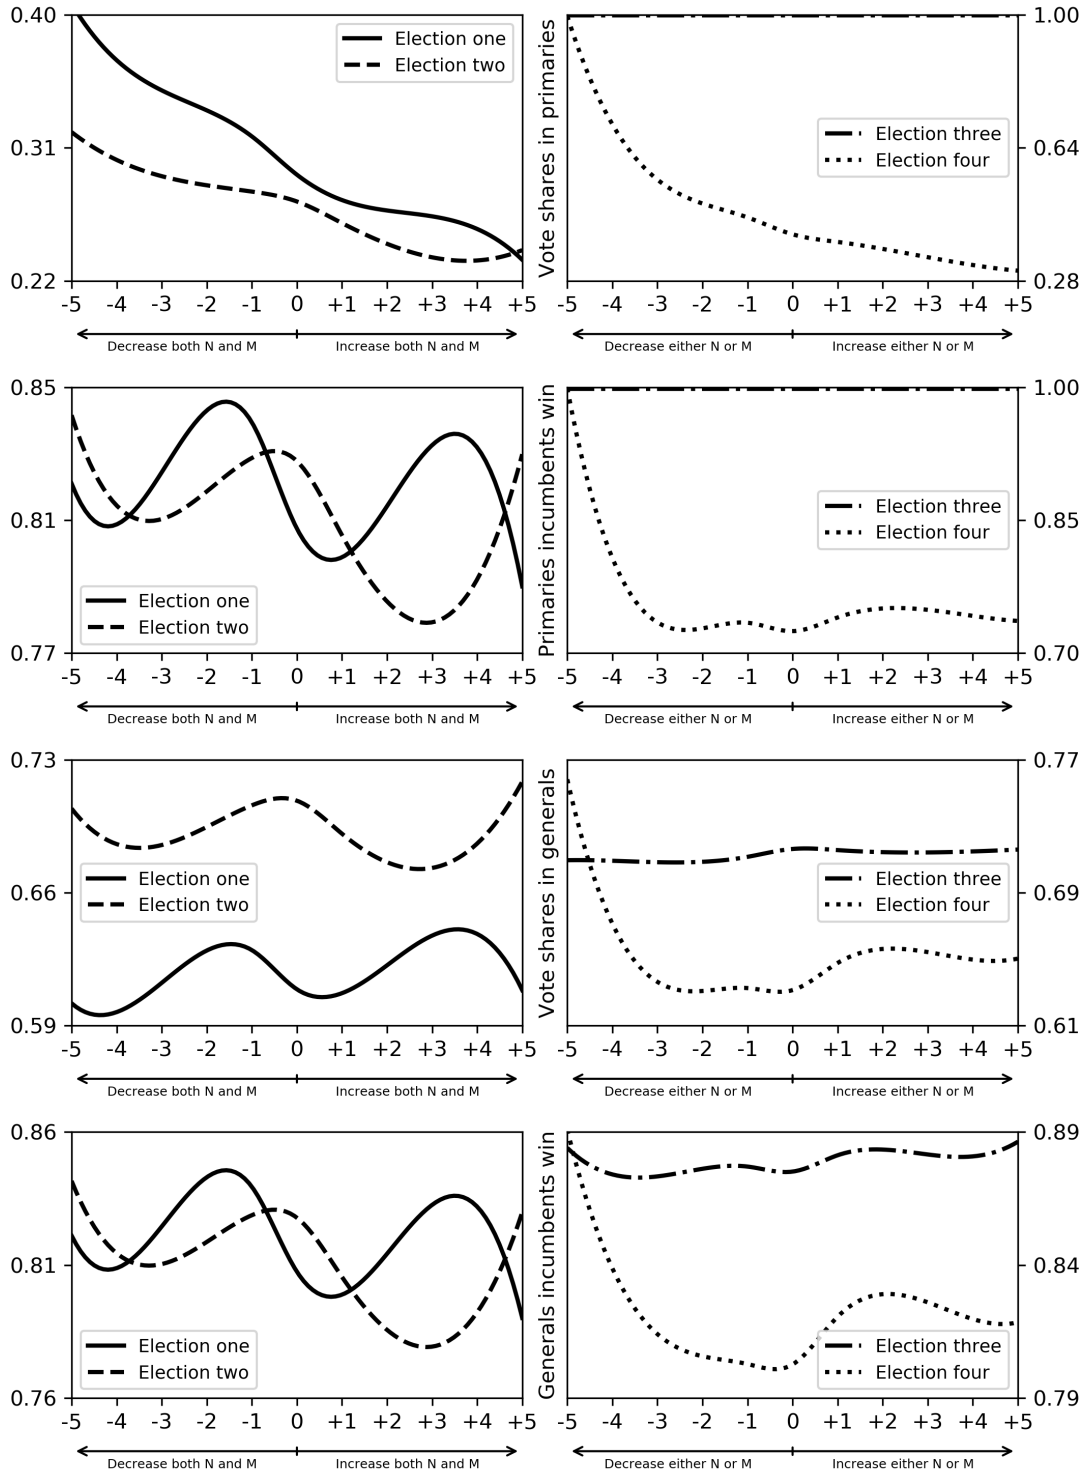 0.40
0.31
0.22
-5 -4 -3 -2 -1 0 +1 +2 +3 +4 +5
Decrease both N and M Increase both N and M
Election one
Election two
Vote shares in primaries
1.00
0.64
0.28
-5 -4 -3 -2 -1 0 +1 +2 +3 +4 +5
Decrease either N or M Increase either N or M
Election three
Election four
0.85
0.81
0.77
-5 -4 -3 -2 -1 0 +1 +2 +3 +4 +5
Decrease both N and M Increase both N and M
Election one
Election two
Primaries incumbents win
1.00
0.85
0.70
-5 -4 -3 -2 -1 0 +1 +2 +3 +4 +5
Decrease either N or M Increase either N or M
Election three
Election four
0.73
0.66
0.59
-5 -4 -3 -2 -1 0 +1 +2 +3 +4 +5
Decrease both N and M Increase both N and M
Election one
Election two
Vote shares in generals
0.77
0.69
0.61
-5 -4 -3 -2 -1 0 +1 +2 +3 +4 +5
Decrease either N or M Increase either N or M
Election three
Election four
0.86
0.81
0.76
-5 -4 -3 -2 -1 0 +1 +2 +3 +4 +5
Decrease both N and M Increase both N and M
Election one
Election two
Generals incumbents win
0.89
0.84
0.79
-5 -4 -3 -2 -1 0 +1 +2 +3 +4 +5
Decrease either N or M Increase either N or M
Election three
Election four